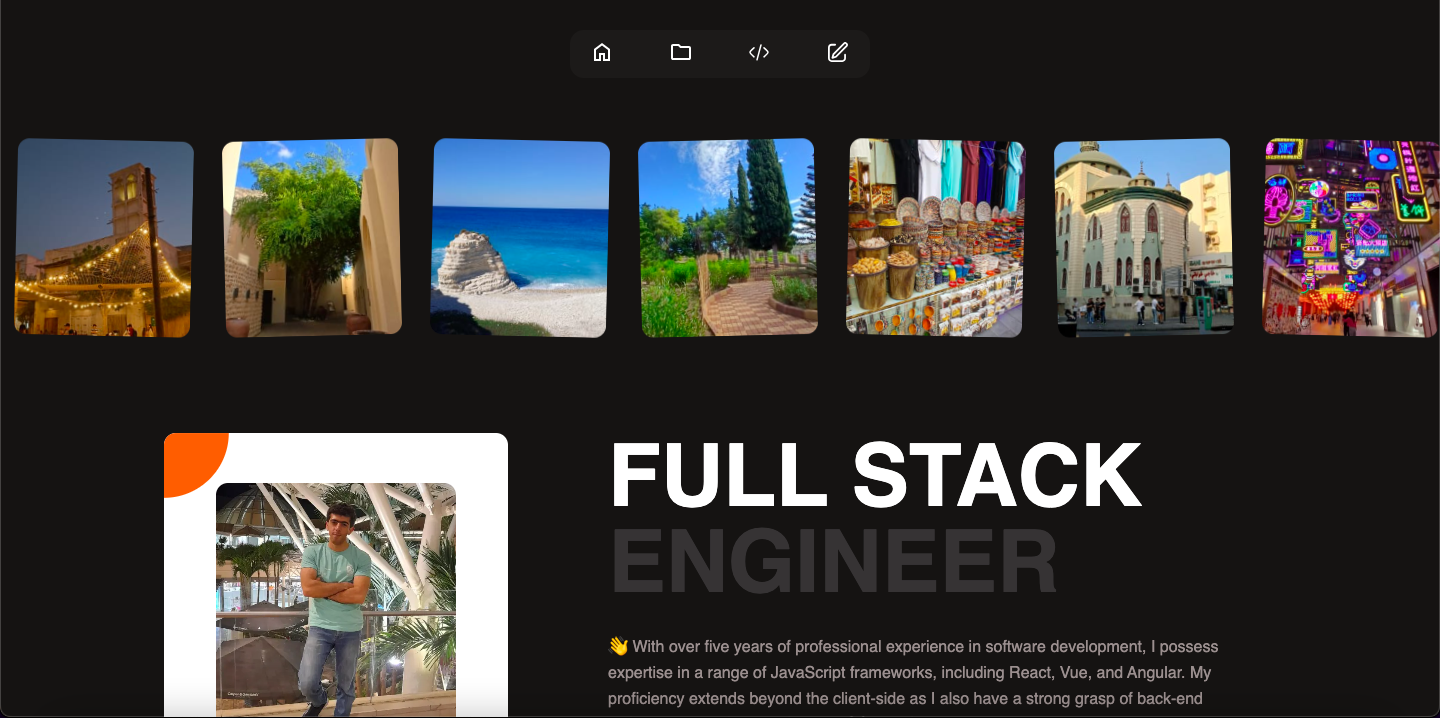 FULL STACK
ENGINEER
👋 With over five years of professional experience in software development, I possess
expertise in a range of JavaScript frameworks, including React, Vue, and Angular. My
proficiency extends beyond the client-side as I also have a strong grasp of back-end